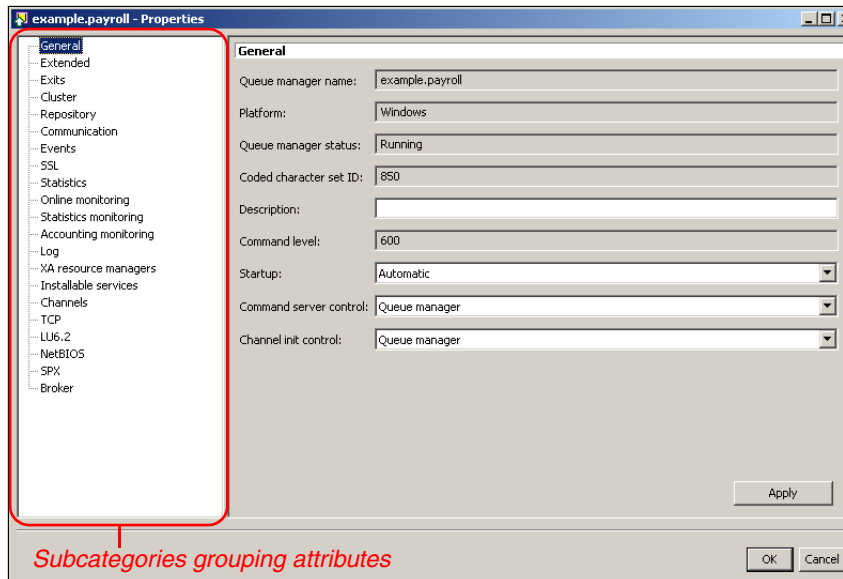 example.payroll - Properties
General
Extended
Exits
Cluster
Repository
Communication
Events
SSL
Statistics
Online monitoring
Statistics monitoring
Accounting monitoring
Log
XA resource managers
Installable services
Channels
TCP
LU6.2
NetBIOS
SPX
Broker
General
Queue manager name: example.payroll
Platform: Windows
Queue manager status: Running
Coded character set ID: 850
Description:
Command level: 600
Startup: Automatic
Command server control: Queue manager
Channel init control: Queue manager
Apply
Subcategories grouping attributes
OK Cancel